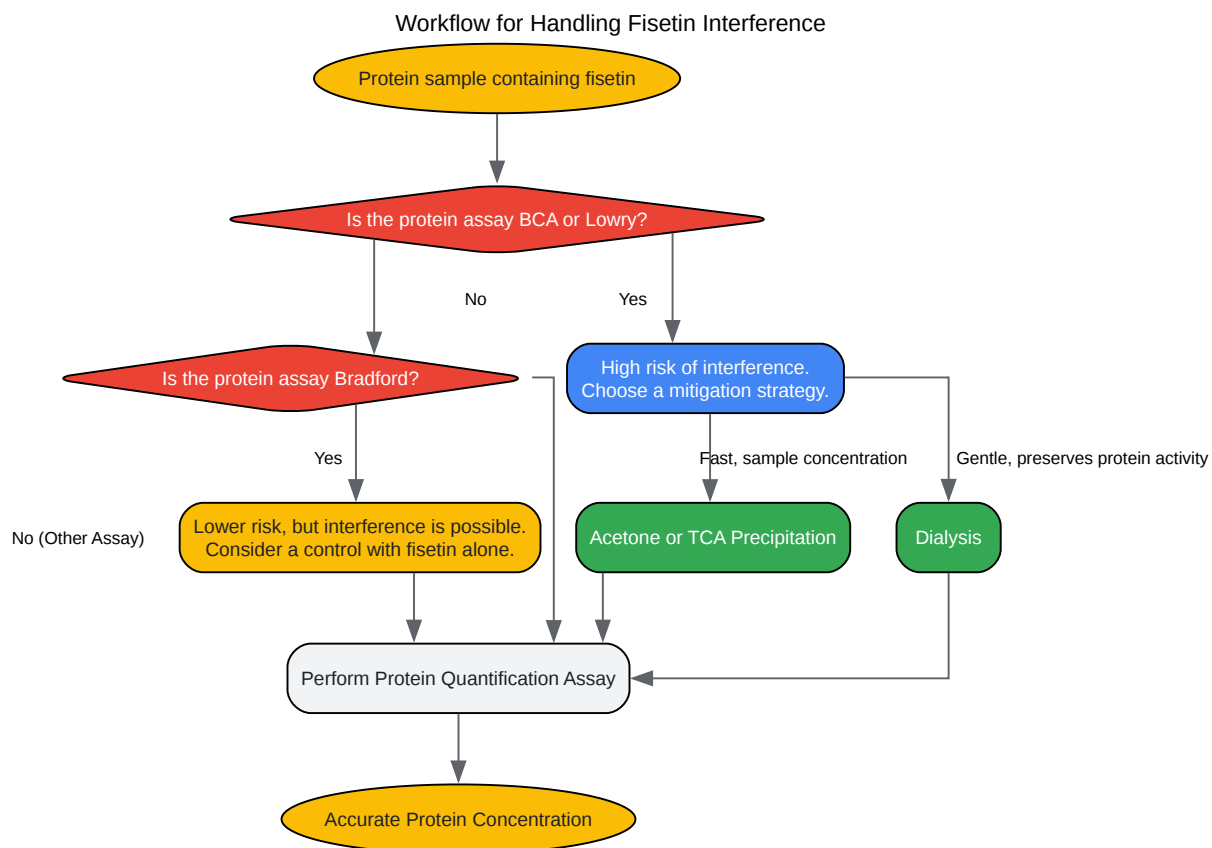 Workflow for Handling Fisetin Interference
Protein sample containing fisetin
Is the protein assay BCA or Lowry?
No
Yes
Is the protein assay Bradford?
High risk of interference.
Choose a mitigation strategy.
Yes
Fast, sample concentration
Gentle, preserves protein activity
No (Other Assay)
Lower risk, but interference is possible.
Consider a control with fisetin alone.
Acetone or TCA Precipitation
Dialysis
Perform Protein Quantification Assay
Accurate Protein Concentration